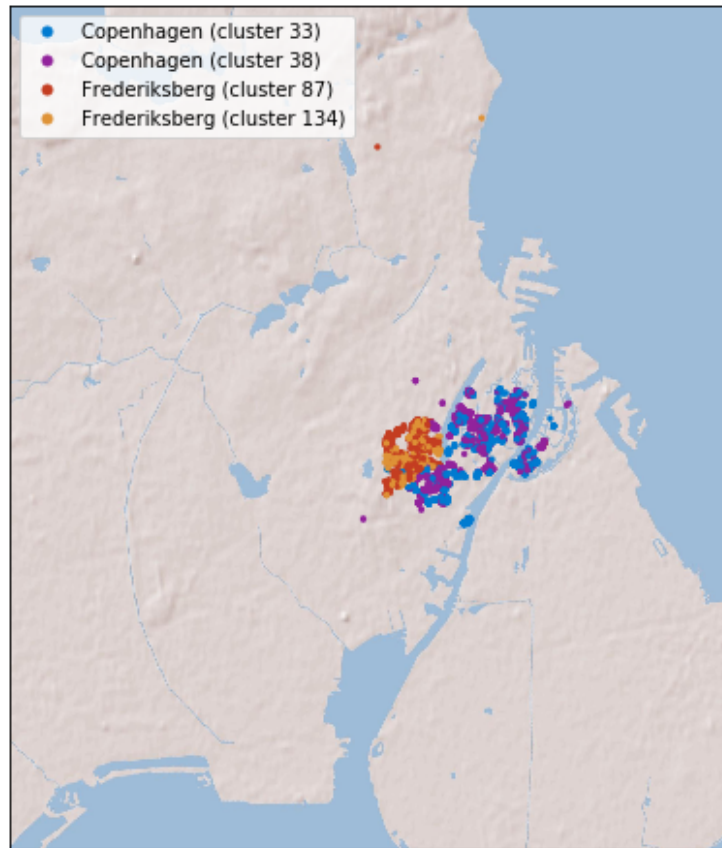 Copenhagen (cluster 33)
Copenhagen (cluster 38)
Frederiksberg (cluster 87)
Frederiksberg (cluster 134)